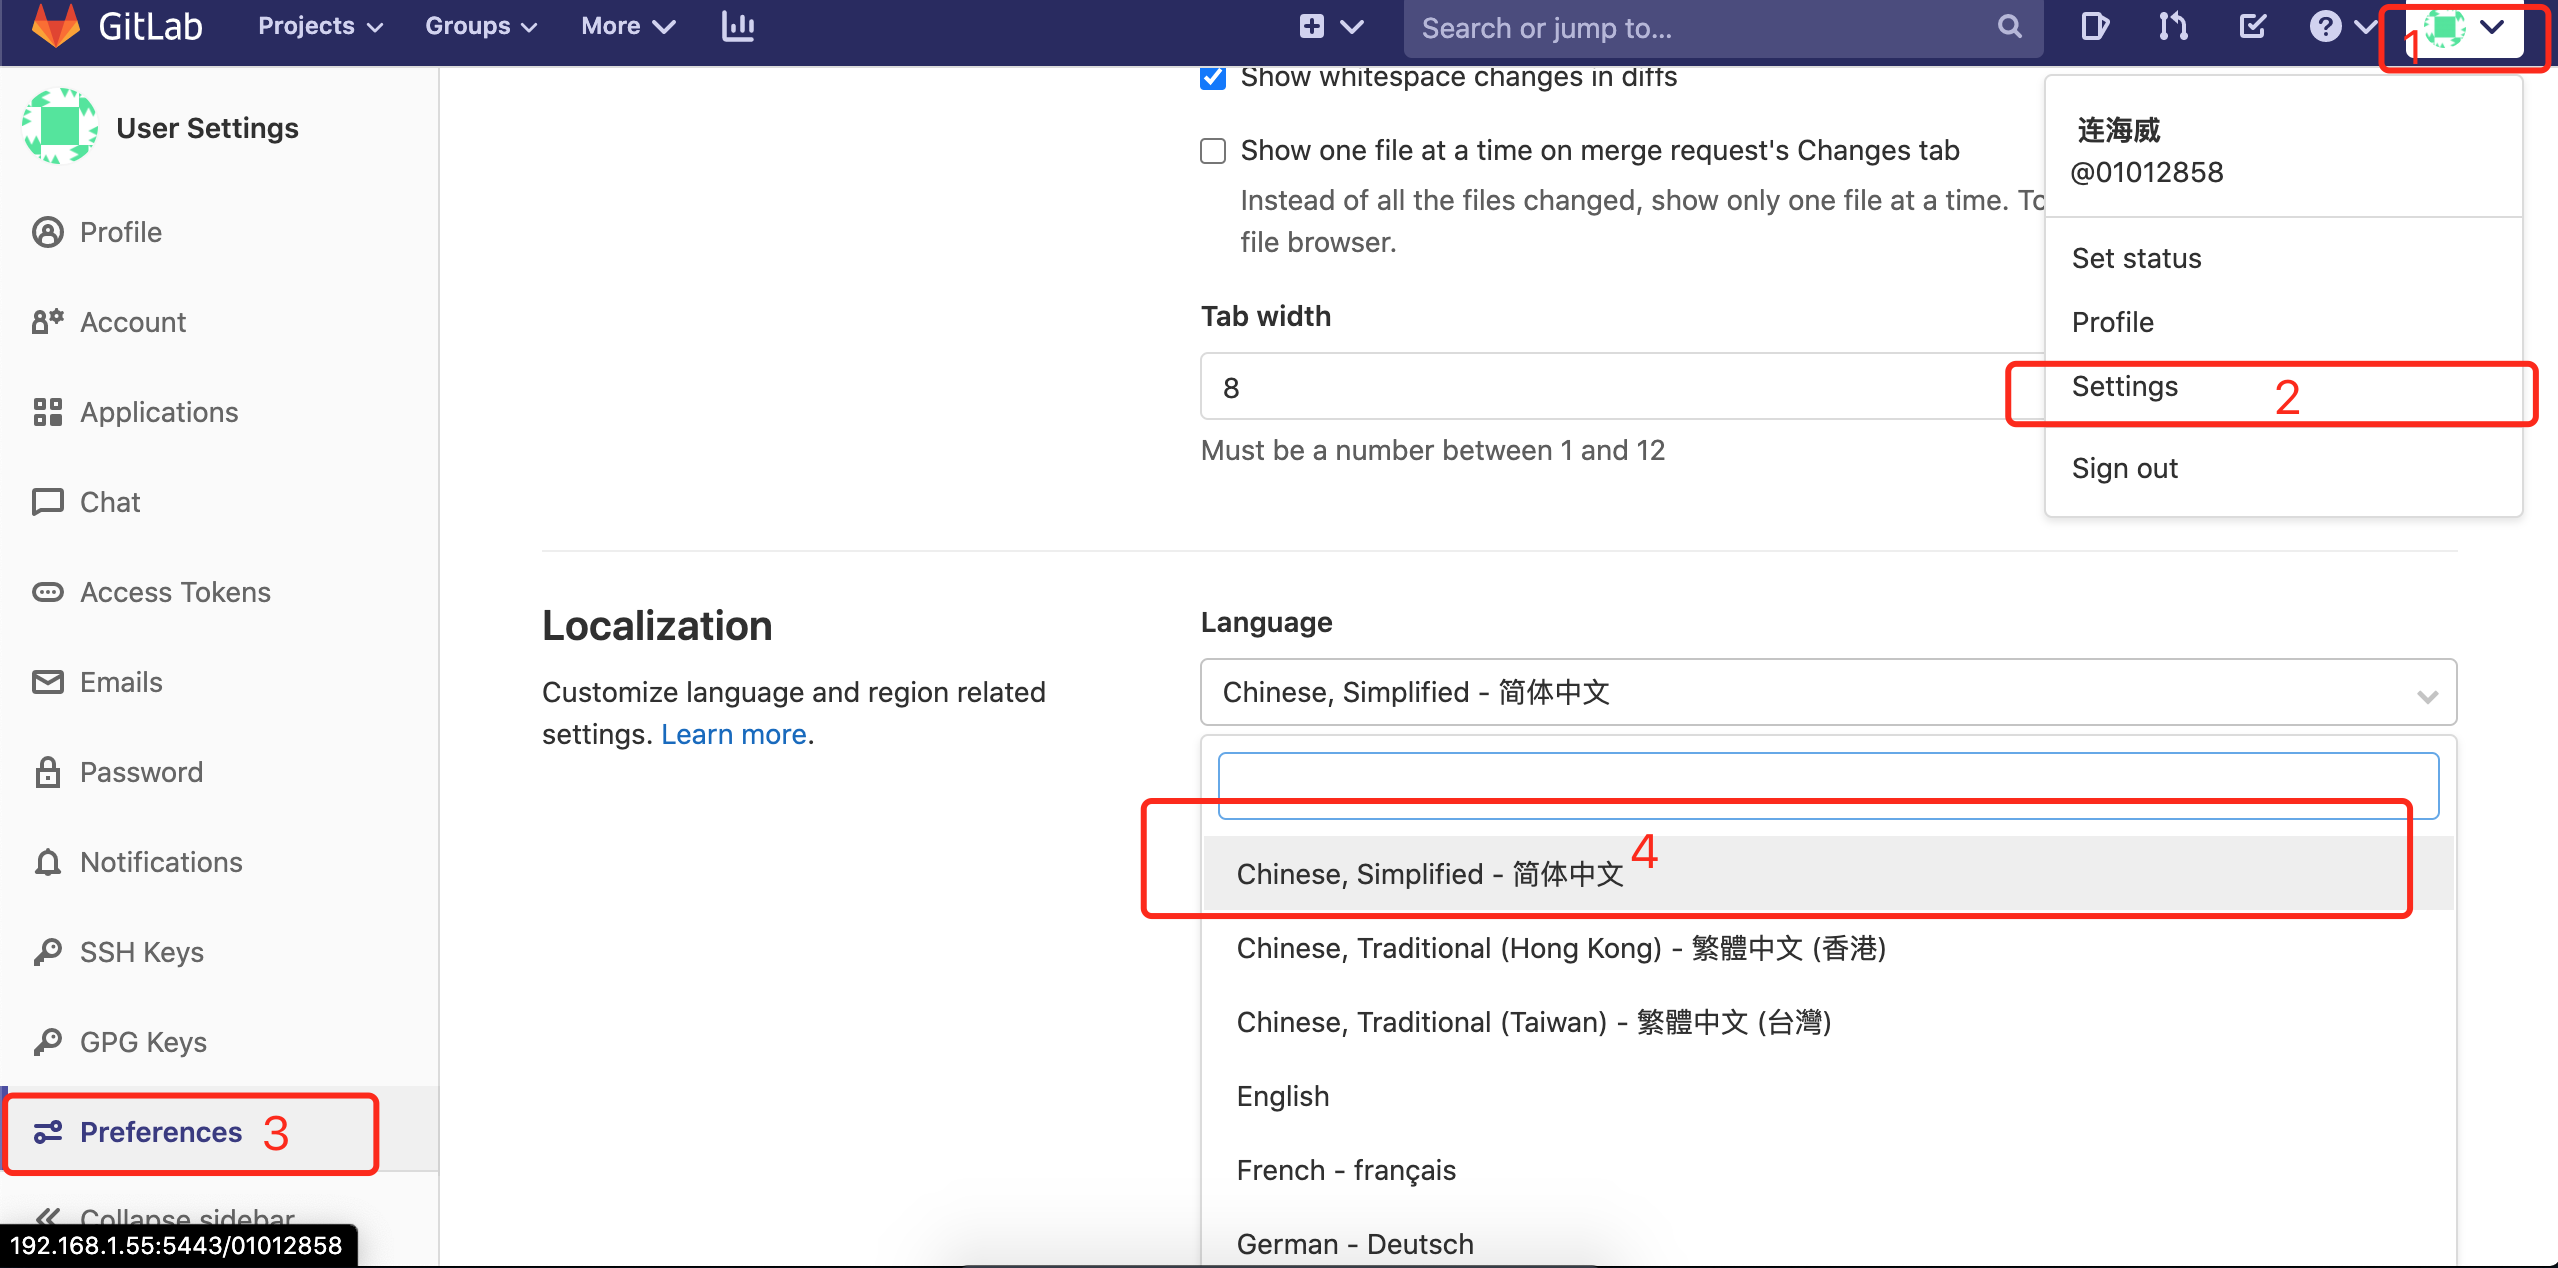 GitLab
Projects
Groups
More
Search or jump to...
1
User Settings
Profile
Account
Applications
Chat
Access Tokens
Emails
Password
Notifications
SSH Keys
GPG Keys
Preferences 3
Collapse sidebar
192.168.1.55:5443/01012858
Show whitespace changes in diffs
Show one file at a time on merge request's Changes tab
Instead of all the files changed, show only one file at a time. To
file browser.
Tab width
8
Must be a number between 1 and 12
连海威
@01012858
Set status
Profile
Settings 2
Sign out
Localization
Customize language and region related
settings. Learn more.
Language
Chinese, Simplified - 简体中文
Chinese, Simplified - 简体中文 4
Chinese, Traditional (Hong Kong) - 繁體中文 (香港)
Chinese, Traditional (Taiwan) - 繁體中文 (台灣)
English
French - français
German - Deutsch